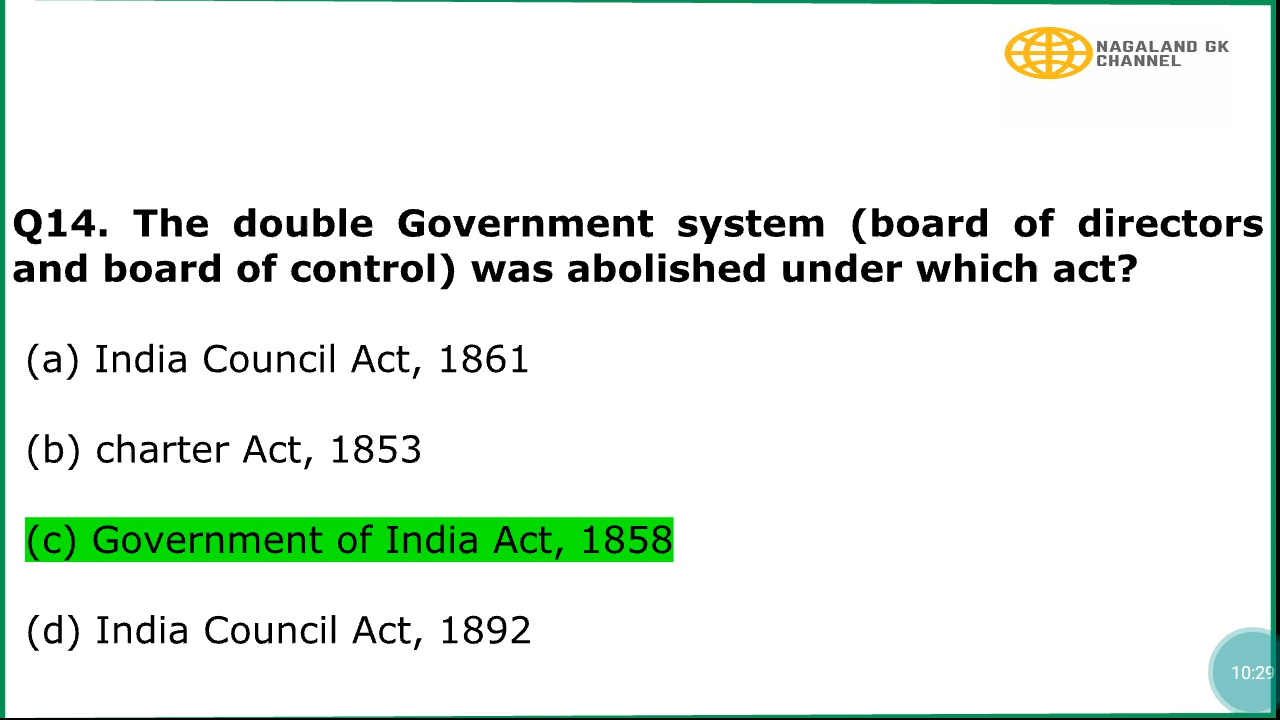 NAGALAND GK
CHANNEL
Q14. The double Government system (board of directors
and board of control) was abolished under which act?
(a) India Council Act, 1861
(b) charter Act, 1853
(c) Government of India Act, 1858
(d) India Council Act, 1892
10:29